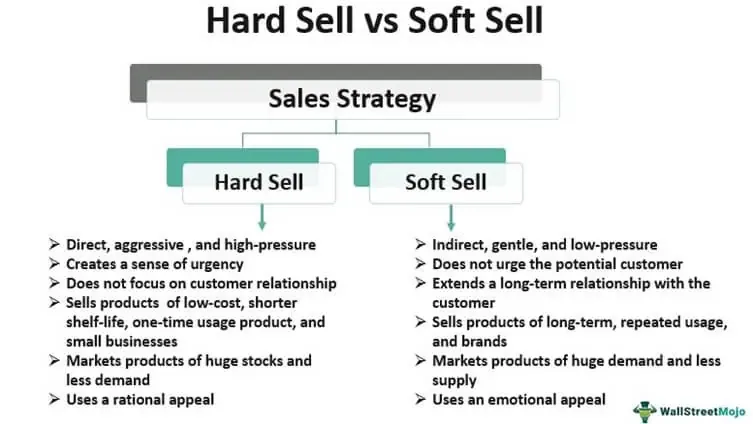 Hard Sell vs Soft Sell
Sales Strategy
Hard Sell
Soft Sell
➤ Direct, aggressive , and high-pressure
➤ Creates a sense of urgency
➤ Does not focus on customer relationship
➤ Sells products of low-cost, shorter
shelf-life, one-time usage product, and
small businesses
➤ Markets products of huge stocks and
less demand
➤ Uses a rational appeal
➤ Indirect, gentle, and low-pressure
➤ Does not urge the potential customer
➤ Extends a long-term relationship with the
customer
➤ Sells products of long-term, repeated usage,
and brands
➤ Markets products of huge demand and less
supply
➤ Uses an emotional appeal
WallStreetMojo